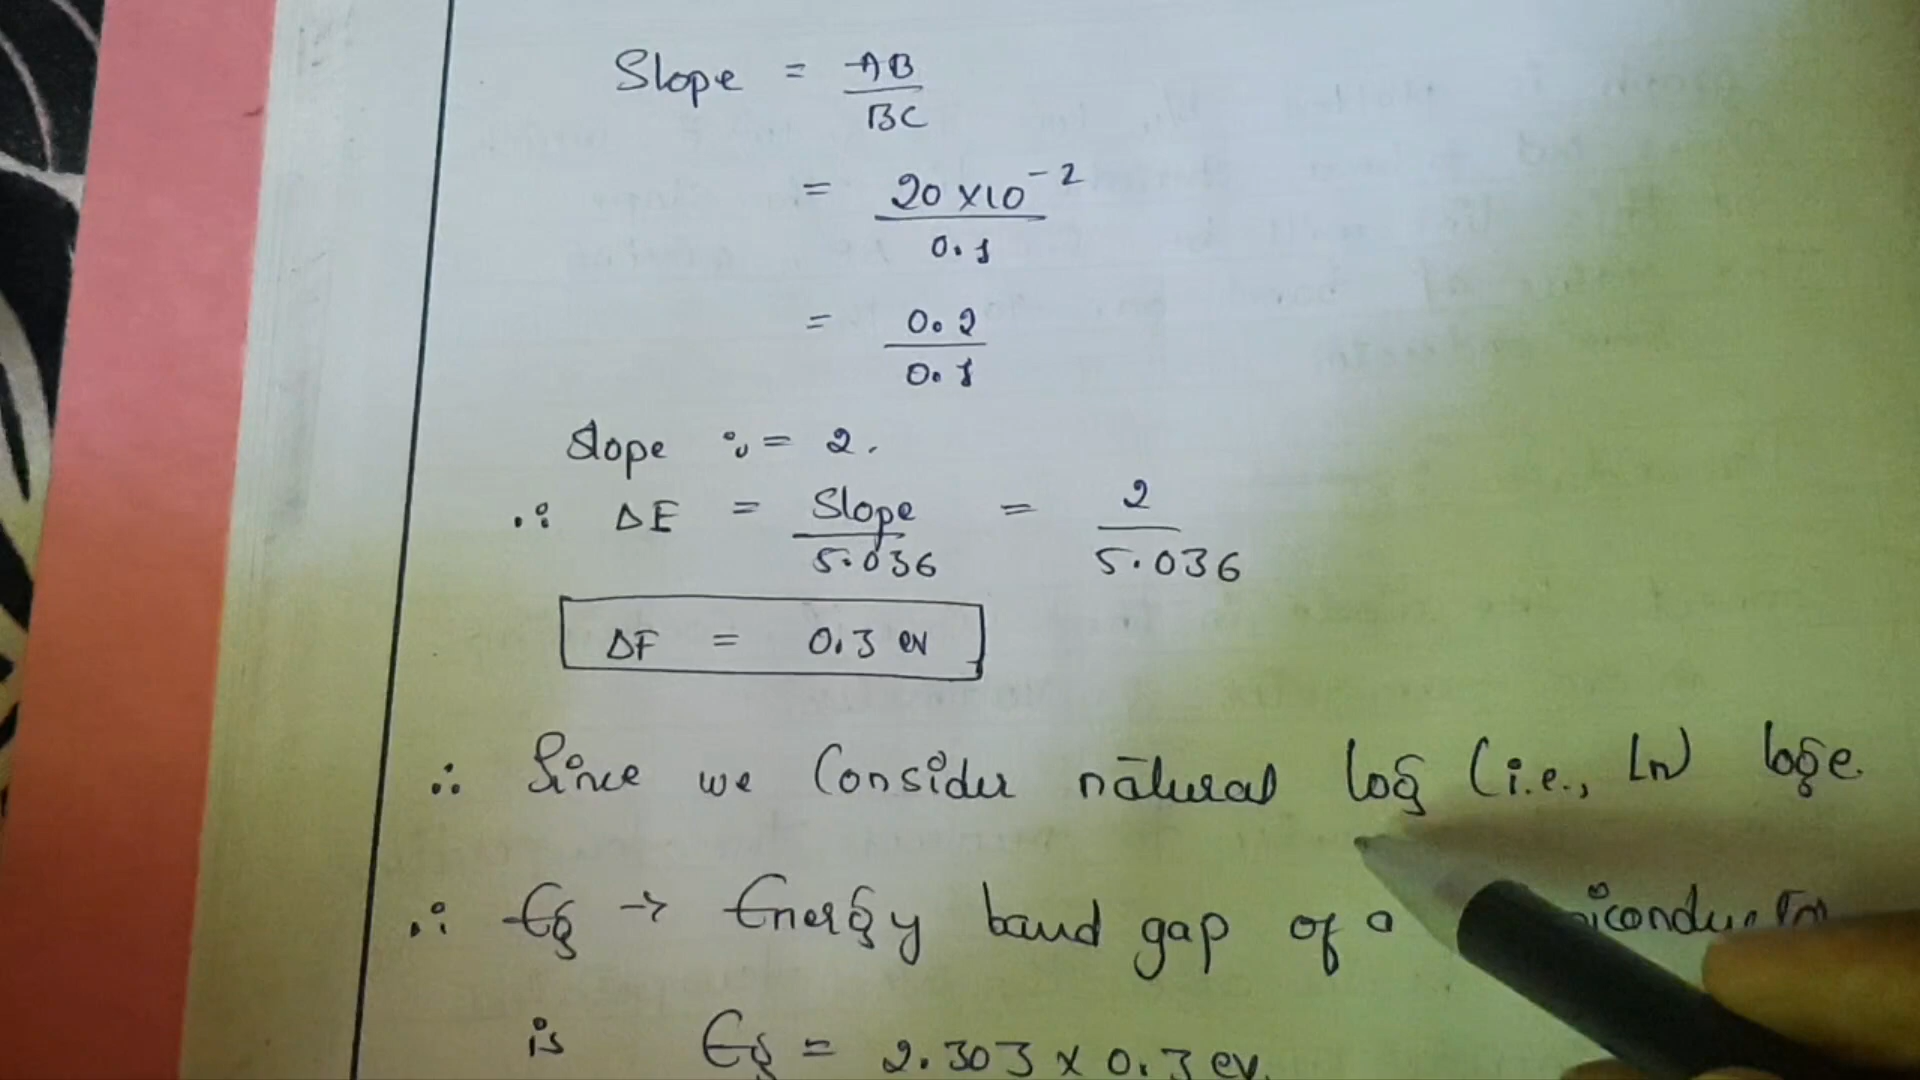 Slope = AB
BC
= 20 x10⁻²
0.1
= 0.2
0.1
Slope := 2.
∴ ΔE = Slope = 2
5.036 5.036
ΔE = 0.3 ev
∴ Since we Consider natural log (i.e., ln) loge.
∴ Eg → Energy band gap of a
is Eg = 2.303 x 0.3 ev.